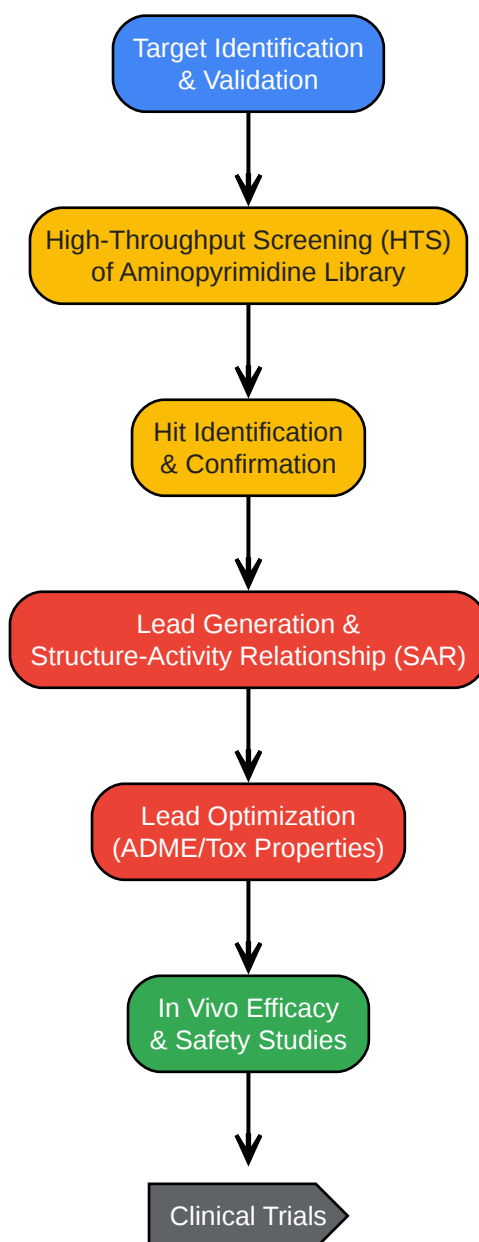 Target Identification
& Validation
High-Throughput Screening (HTS)
of Aminopyrimidine Library
Hit Identification
& Confirmation
Lead Generation &
Structure-Activity Relationship (SAR)
Lead Optimization
(ADME/Tox Properties)
In Vivo Efficacy
& Safety Studies
Clinical Trials